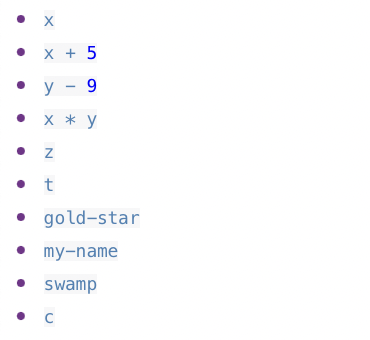 x
x + 5
y - 9
x * y
z
t
gold-star
my-name
swamp
c